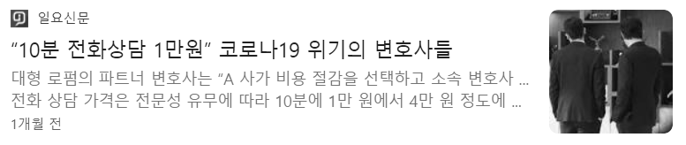 일요신문
“10분 전화상담 1만원” 코로나19 위기의 변호사들
대형 로펌의 파트너 변호사는 “A 사가 비용 절감을 선택하고 소속 변호사 ...
전화 상담 가격은 전문성 유무에 따라 10분에 1만 원에서 4만 원 정도에 ...
1개월 전